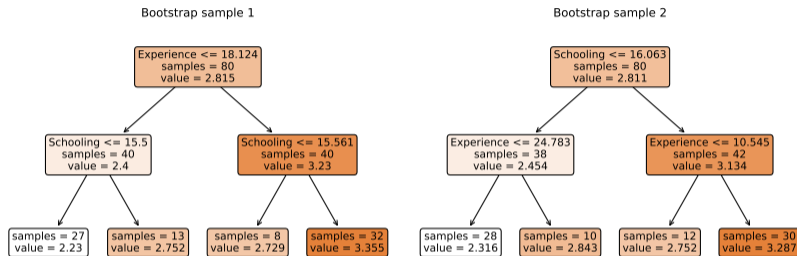 Bootstrap sample 1
Experience <= 18.124
samples = 80
value = 2.815
Schooling <= 15.5
samples = 40
value = 2.4
Schooling <= 15.561
samples = 40
value = 3.23
samples = 27
value = 2.23
samples = 13
value = 2.752
samples = 8
value = 2.729
samples = 32
value = 3.355
Bootstrap sample 2
Schooling <= 16.063
samples = 80
value = 2.811
Experience <= 24.783
samples = 38
value = 2.454
Experience <= 10.545
samples = 42
value = 3.134
samples = 28
value = 2.316
samples = 10
value = 2.843
samples = 12
value = 2.752
samples = 30
value = 3.287